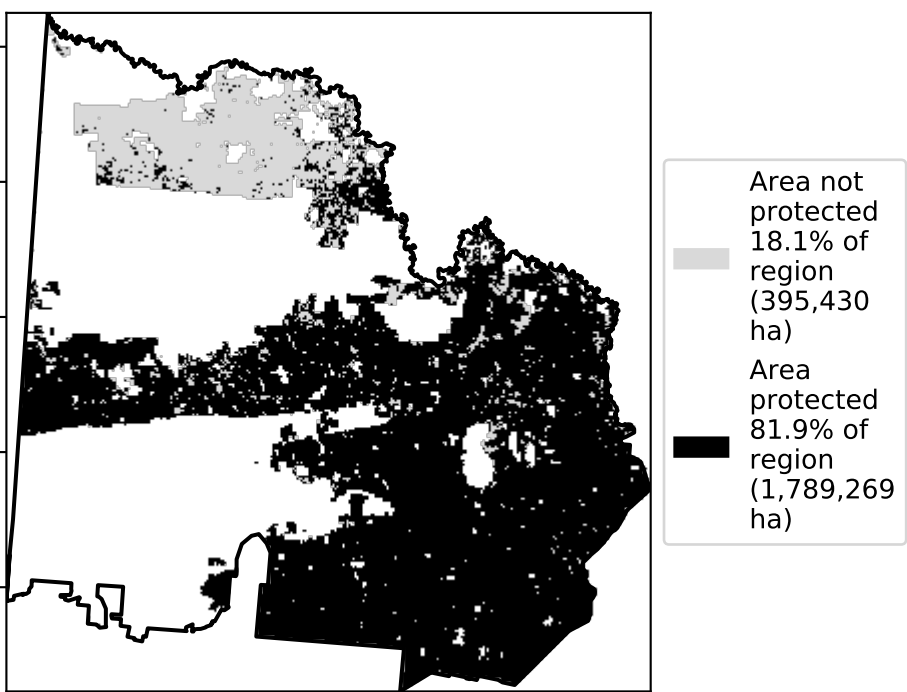 Area not
protected
18.1% of
region
(395,430
ha)
Area
protected
81.9% of
region
(1,789,269
ha)